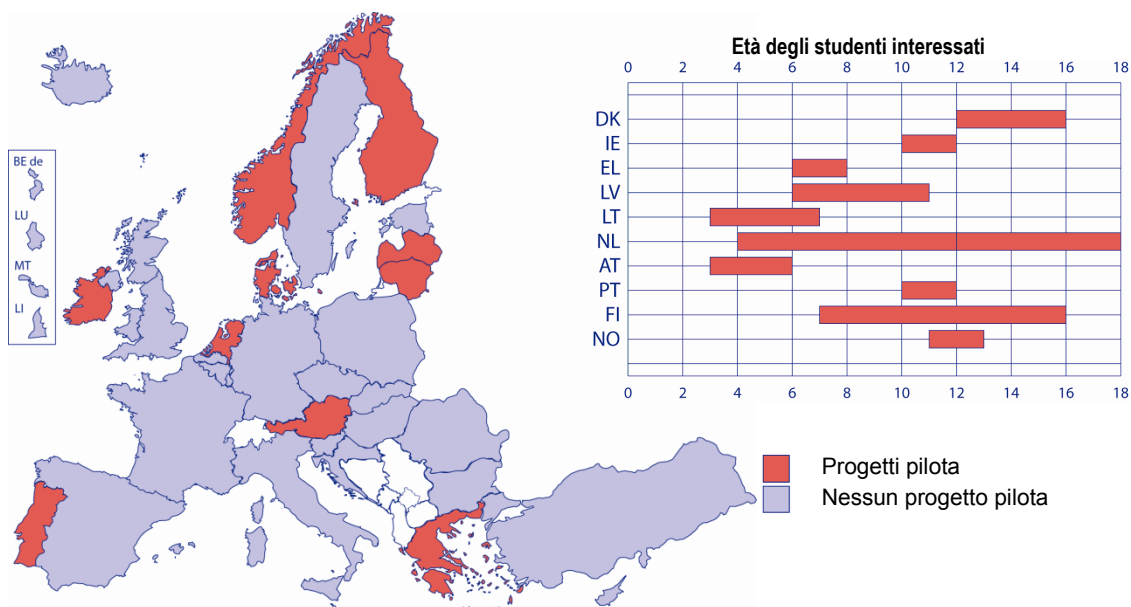 Età degli studenti interessati
0 2 4 6 8 10 12 14 16 18
DK
IE
EL
LV
LT
NL
AT
PT
FI
NO
0 2 4 6 8 10 12 14 16 18
BE de
LU
MT
LI
Progetti pilota
Nessun progetto pilota